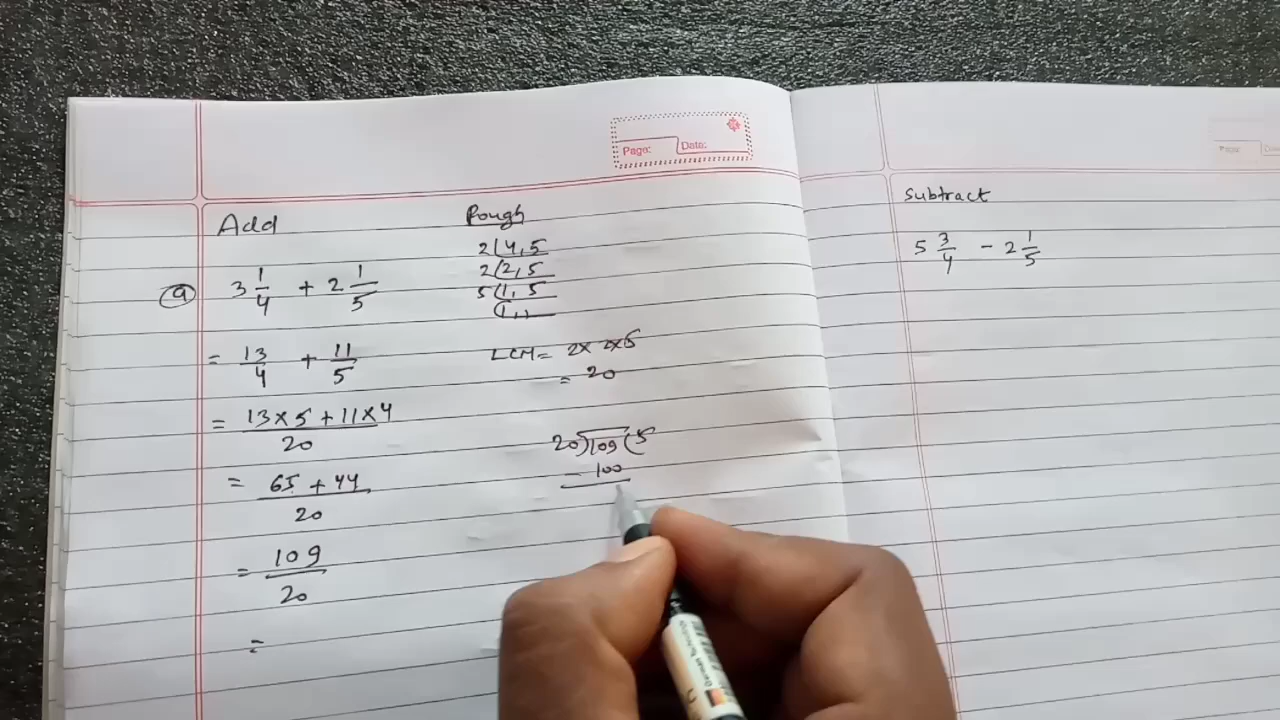 Page: Date:
Add
(a) 3 1/4 + 2 1/5
= 13/4 + 11/5
= 13×5+11×4/20
= 65+44/20
= 109/20
=
Rough
2 | 4, 5
2 | 2, 5
5 | 1, 5
| 1, 1
LCM = 2×2×5
= 20
20) 109 (5
- 100
Page:
Subtract
5 3/4 - 2 1/5